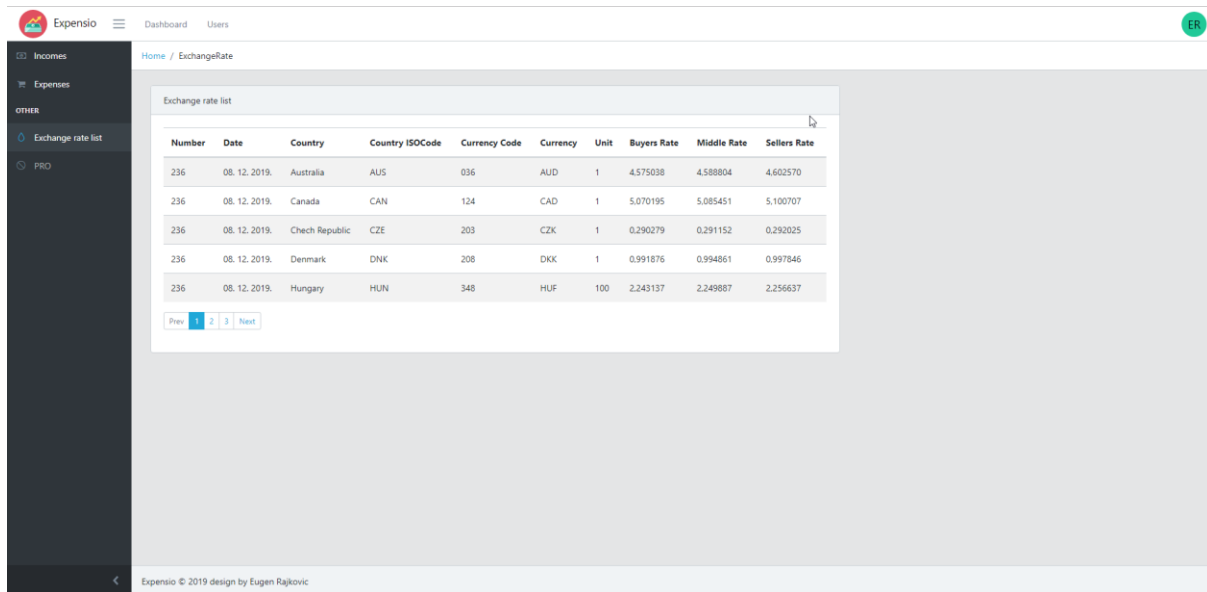 Expensio Dashboard Users ER
Incomes
Home / ExchangeRate
Expenses
OTHER
Exchange rate list
PRO
Exchange rate list
Number Date Country Country ISOCode Currency Code Currency Unit Buyers Rate Middle Rate Sellers Rate
236 08. 12. 2019. Australia AUS 036 AUD 1 4,575038 4,588804 4,602570
236 08. 12. 2019. Canada CAN 124 CAD 1 5,070195 5,085451 5,100707
236 08. 12. 2019. Chech Republic CZE 203 CZK 1 0,290279 0,291152 0,292025
236 08. 12. 2019. Denmark DNK 208 DKK 1 0,991876 0,994861 0,997846
236 08. 12. 2019. Hungary HUN 348 HUF 100 2,243137 2,249887 2,256637
Prev 1 2 3 Next
Expensio © 2019 design by Eugen Rajkovic